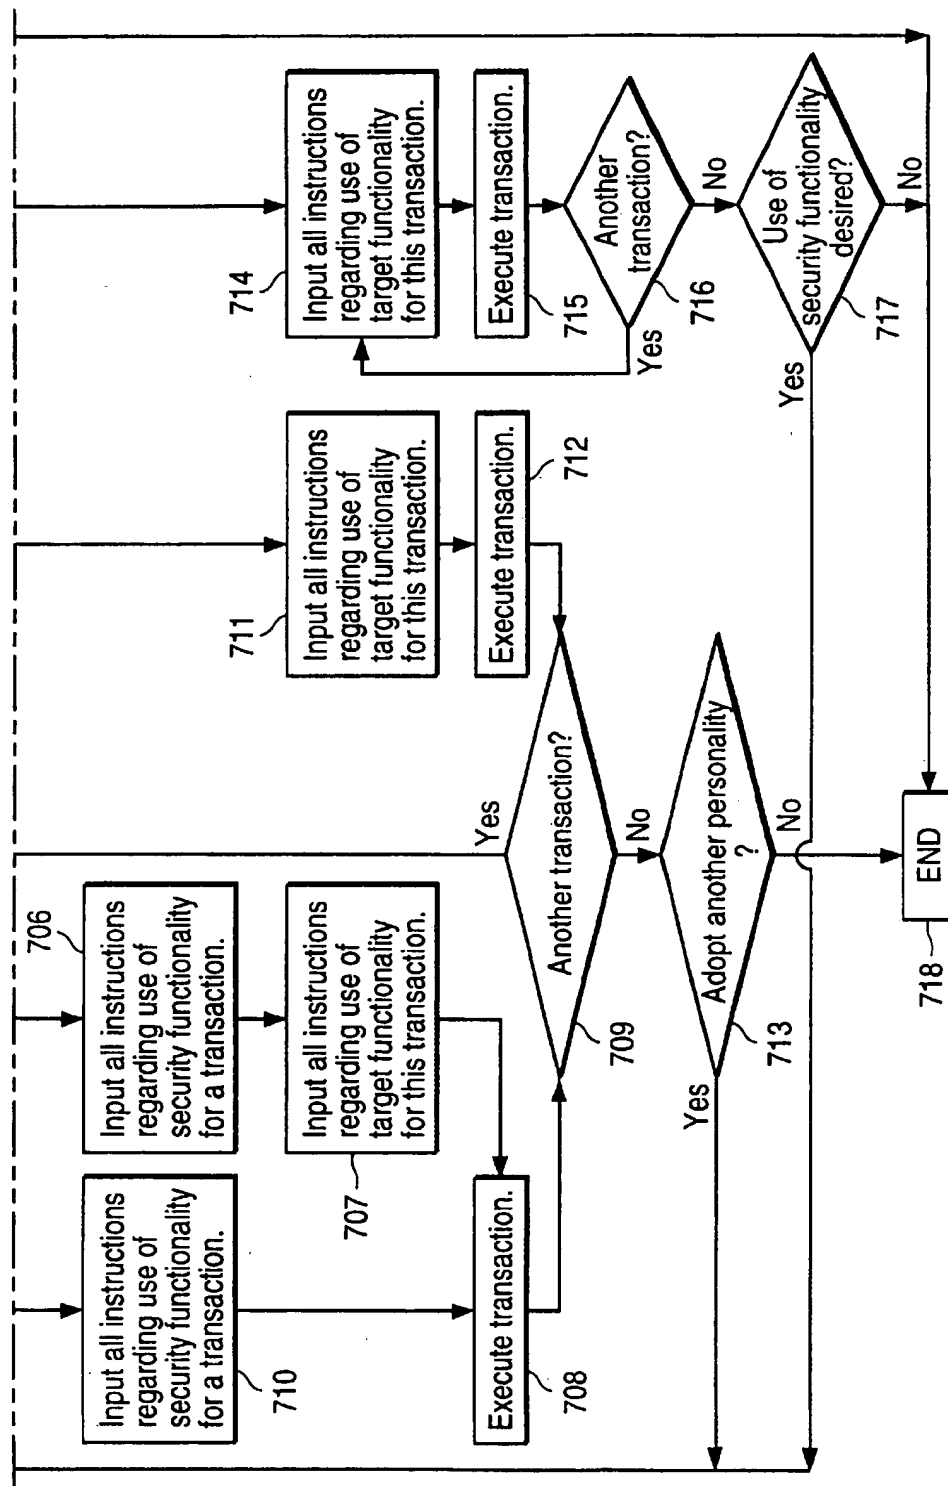 Input all instructions
regarding use of
security functionality
for a transaction.
710
Input all instructions
regarding use of
security functionality
for a transaction.
706
Input all instructions
regarding use of
target functionality
for this transaction.
707
Execute transaction.
708
Input all instructions
regarding use of
target functionality
for this transaction.
711
Execute transaction.
712
Another transaction?
Yes
No
709
Adopt another personality
?
Yes
No
713
Input all instructions
regarding use of
target functionality
for this transaction.
714
Execute transaction.
715
Another
transaction?
Yes
No
716
Use of
security functionality
desired?
Yes
No
717
END
718